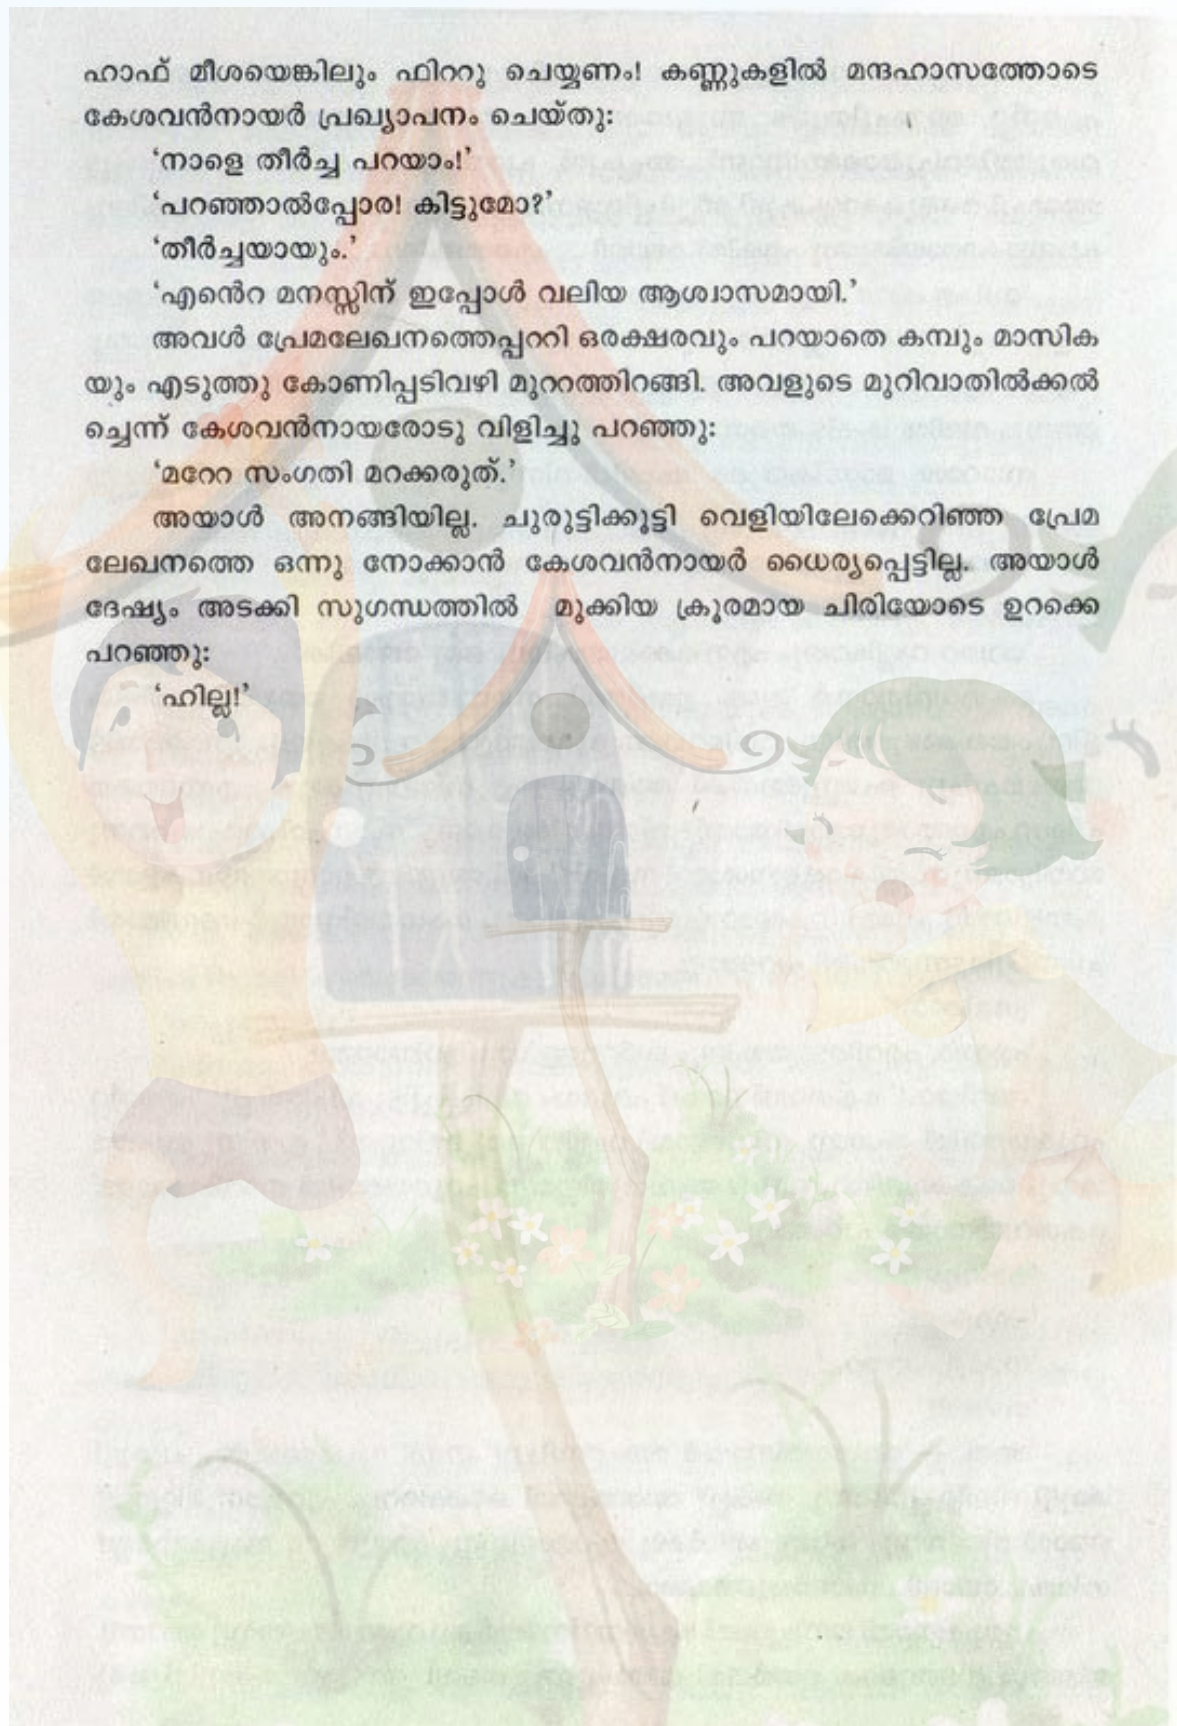 ഹാഫ് മീശയെങ്കിലും ഫിററു ചെയ്യണം! കണ്ണുകളിൽ മന്ദഹാസത്തോടെ
കേശവൻനായർ പ്രഖ്യാപനം ചെയ്തു:
‘നാളെ തീർച്ച പറയാം!’
‘പറഞ്ഞാൽപ്പോര! കിട്ടുമോ?’
‘തീർച്ചയായും.’
‘എൻെറ മനസ്സിന് ഇപ്പോൾ വലിയ ആശ്വാസമായി.’
അവൾ പ്രേമലേഖനത്തെപ്പററി ഒരക്ഷരവും പറയാതെ കമ്പും മാസിക
യും എടുത്തു കോണിപ്പടിവഴി മുററത്തിറങ്ങി. അവളുടെ മുറിവാതിൽക്കൽ
ച്ചെന്ന് കേശവൻനായരോടു വിളിച്ചു പറഞ്ഞു:
‘മറേറ സംഗതി മറക്കരുത്.’
അയാൾ അനങ്ങിയില്ല. ചുരുട്ടിക്കൂട്ടി വെളിയിലേക്കെറിഞ്ഞ പ്രേമ
ലേഖനത്തെ ഒന്നു നോക്കാൻ കേശവൻനായർ ധൈര്യപ്പെട്ടില്ല. അയാൾ
ദേഷ്യം അടക്കി സുഗന്ധത്തിൽ മുക്കിയ ക്രൂരമായ ചിരിയോടെ ഉറക്കെ
പറഞ്ഞു:
‘ഹില്ല!’